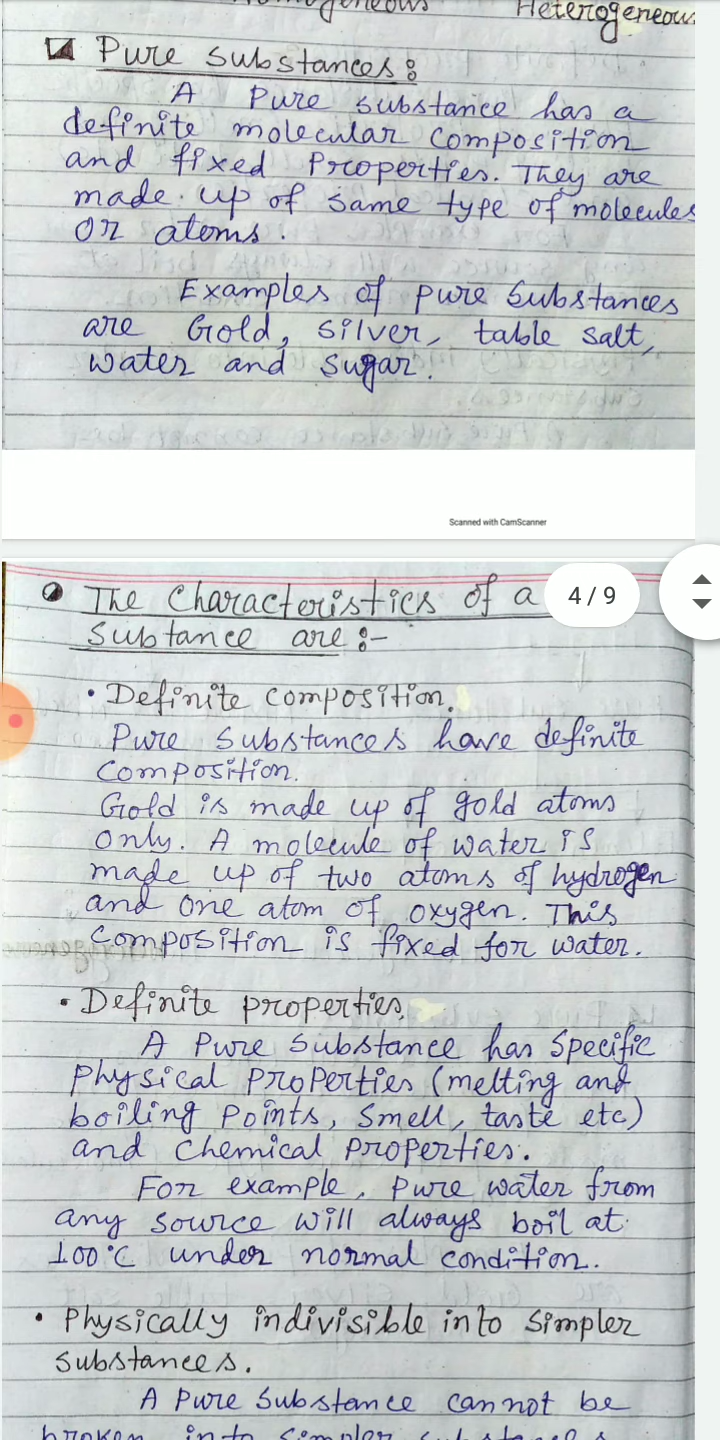 Homogeneous Heterogeneous
Pure substances:
A Pure substance has a
definite molecular composition
and fixed Properties. They are
made up of same type of molecules
or atoms.
Examples of pure substances
are Gold, silver, table salt,
water and sugar.
Scanned with CamScanner
The Characteristics of a
4 / 9
Substance are :-
• Definite composition.
Pure substances have definite
composition.
Gold is made up of gold atoms
only. A molecule of water is
made up of two atoms of hydrogen
and one atom of oxygen. This
composition is fixed for water.
• Definite properties.
A Pure substance has specific
physical properties (melting and
boiling points, smell, taste etc)
and chemical properties.
For example, pure water from
any source will always boil at
100°C under normal condition.
• Physically indivisible into simpler
substances.
A Pure substance cannot be
broken into simpler substances